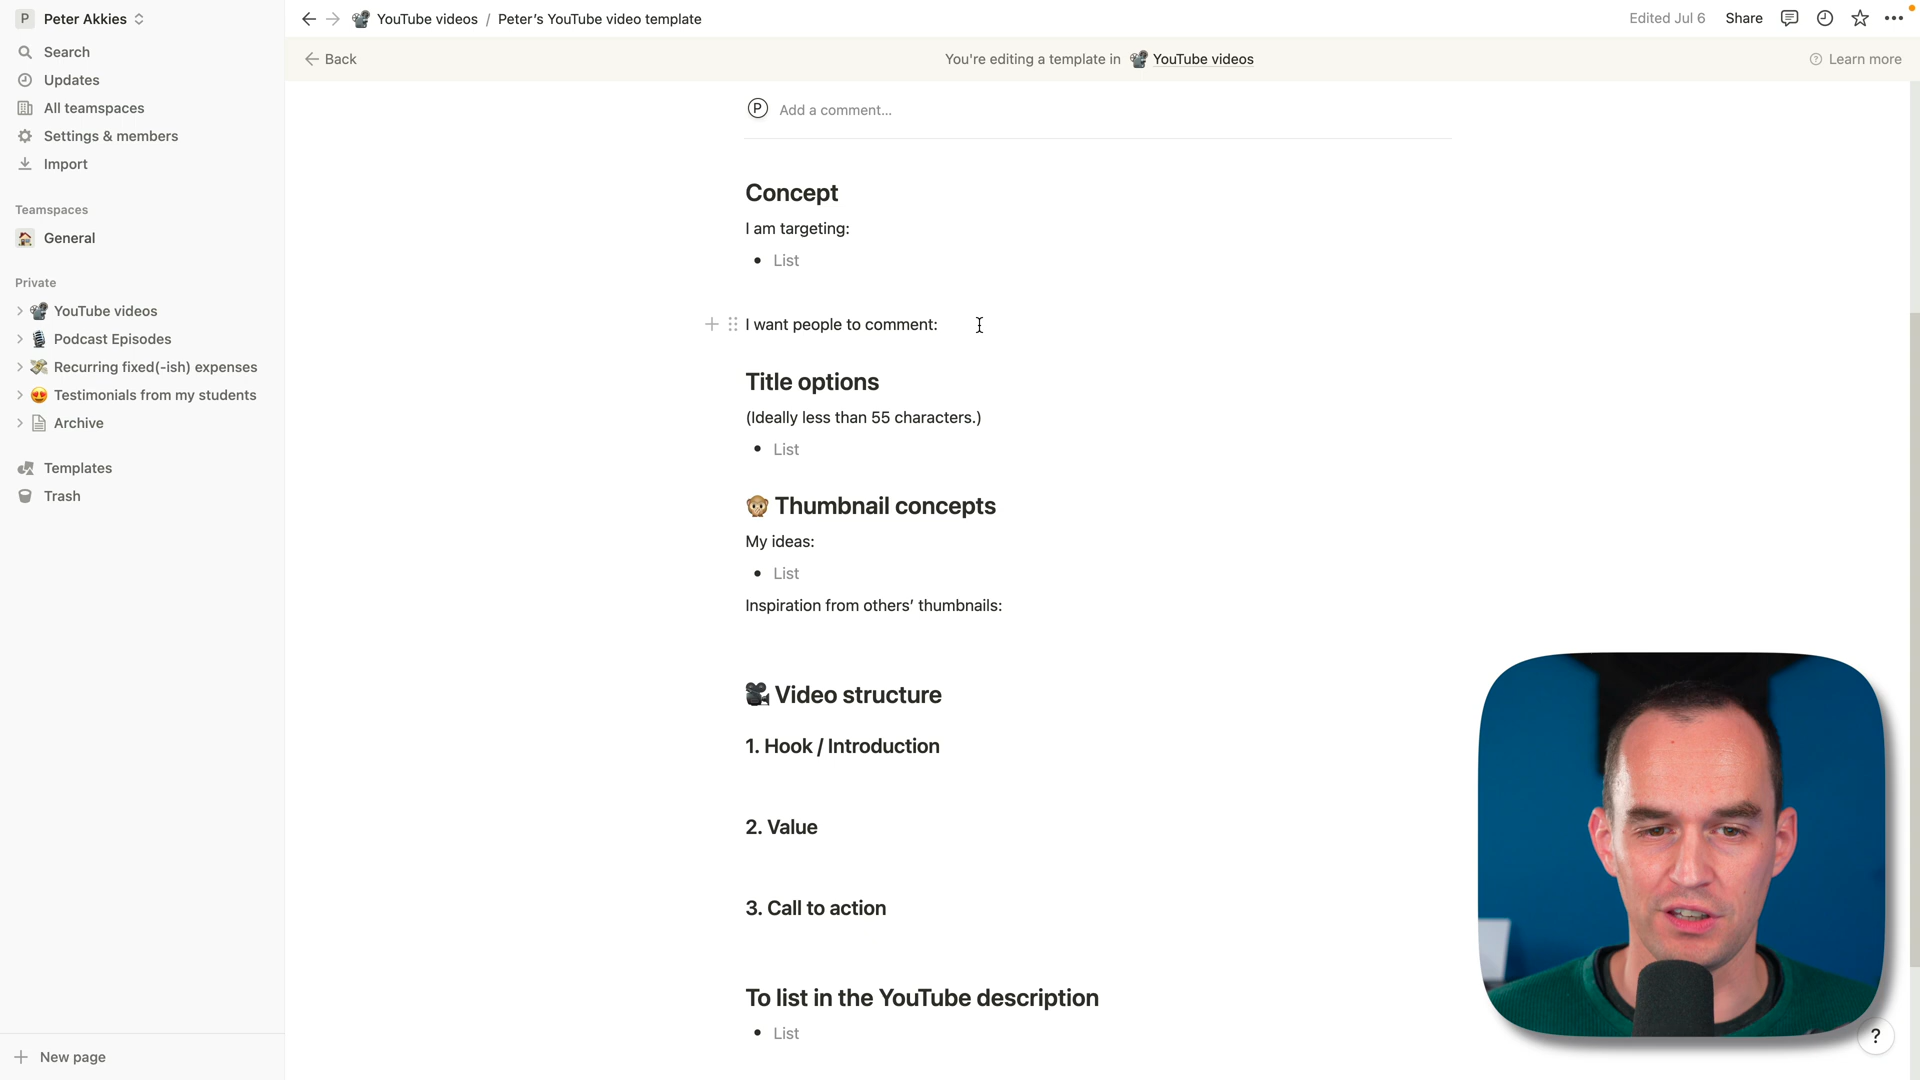 P Peter Akkies
Search
Updates
All teamspaces
Settings & members
Import
Teamspaces
General
Private
YouTube videos
Podcast Episodes
Recurring fixed(-ish) expenses
Testimonials from my students
Archive
Templates
Trash
New page
YouTube videos / Peter’s YouTube video template
Edited Jul 6 Share
Back
You're editing a template in YouTube videos
Learn more
P Add a comment...
Concept
I am targeting:
• List
I want people to comment:
Title options
(Ideally less than 55 characters.)
• List
Thumbnail concepts
My ideas:
• List
Inspiration from others’ thumbnails:
Video structure
1. Hook / Introduction
2. Value
3. Call to action
To list in the YouTube description
• List
?